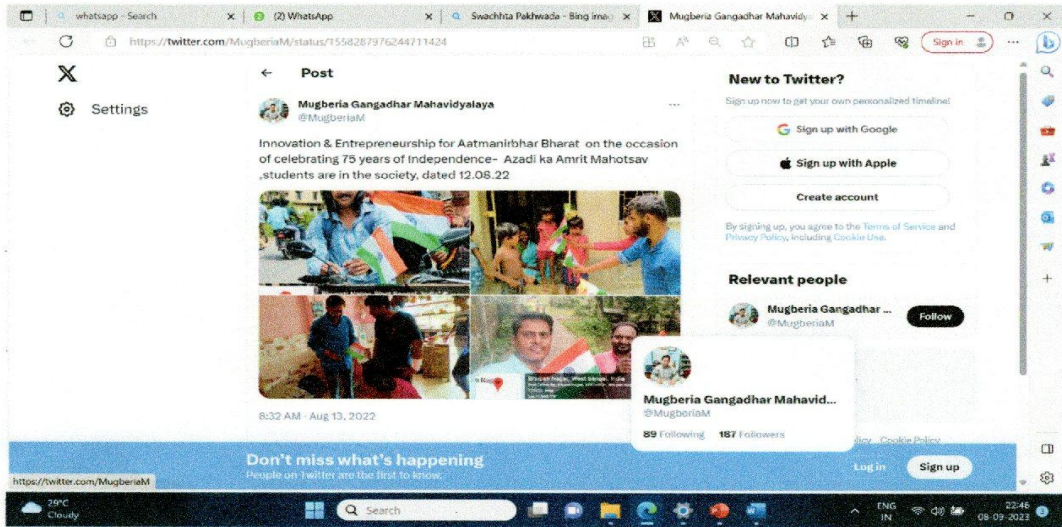 whatsapp - Search
(2) WhatsApp
Swachhta Pakhwada - Bing imag
Mugberia Gangadhar Mahavidy
https://twitter.com/MugberiaM/status/1558287976244711424
Sign in
Settings
Post
Mugberia Gangadhar Mahavidyalaya
@MugberiaM
Innovation & Entrepreneurship for Aatmanirbhar Bharat on the occasion
of celebrating 75 years of Independence- Azadi ka Amrit Mahotsav
,students are in the society, dated 12.08.22
Bhupati Nagar, West Bengal, India
8:32 AM · Aug 13, 2022
New to Twitter?
Sign up now to get your own personalized timeline!
Sign up with Google
Sign up with Apple
Create account
By signing up, you agree to the Terms of Service and
Privacy Policy, including Cookie Use.
Relevant people
Mugberia Gangadhar ...
@MugberiaM
Follow
Mugberia Gangadhar Mahavid...
@MugberiaM
89 Following 187 Followers
Cookie Policy
Don't miss what's happening
People on Twitter are the first to know.
Log in
Sign up
https://twitter.com/MugberiaM
29°C
Cloudy
Search
ENG
IN
22:46
08-09-2023